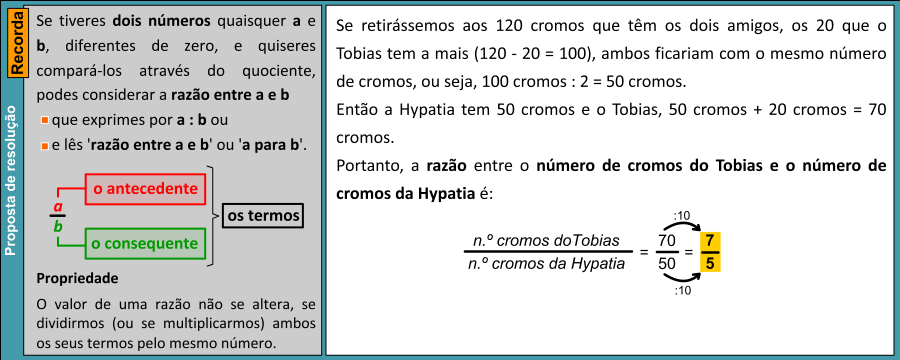 Recorda
Proposta de resolução
Se tiveres dois números quaisquer a e
b, diferentes de zero, e quiseres
compará-los através do quociente,
podes considerar a razão entre a e b
que exprimes por a : b ou
e lês 'razão entre a e b' ou 'a para b'.
a
b
o antecedente
o consequente
os termos
Propriedade
O valor de uma razão não se altera, se
dividirmos (ou se multiplicarmos) ambos
os seus termos pelo mesmo número.
Se retirássemos aos 120 cromos que têm os dois amigos, os 20 que o
Tobias tem a mais (120 - 20 = 100), ambos ficariam com o mesmo número
de cromos, ou seja, 100 cromos : 2 = 50 cromos.
Então a Hypatia tem 50 cromos e o Tobias, 50 cromos + 20 cromos = 70
cromos.
Portanto, a razão entre o número de cromos do Tobias e o número de
cromos da Hypatia é:
:10
n.º cromos doTobias
n.º cromos da Hypatia
=
70
50
=
7
5
:10